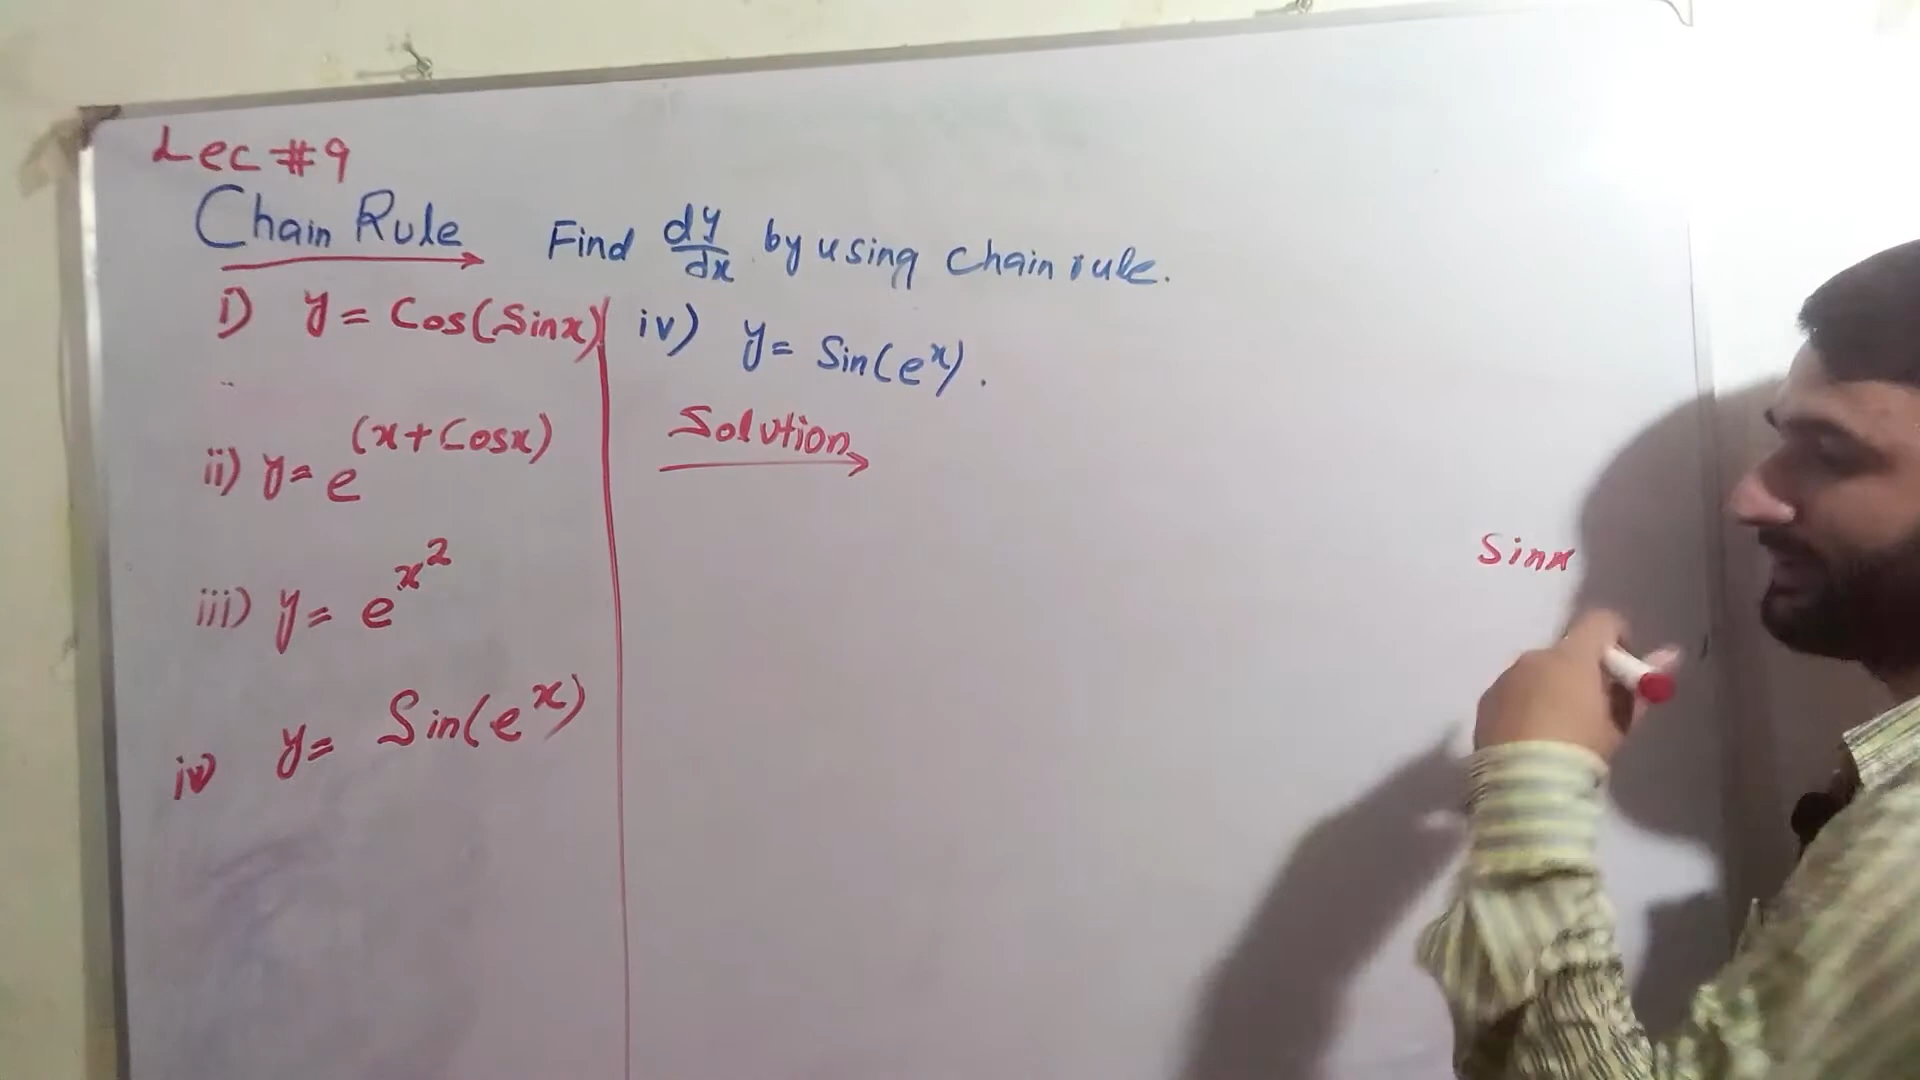 Lec #9
Chain Rule Find dy/dx by using chain rule.
i) y = Cos(Sinx)
ii) y = e^(x+Cosx)
iii) y = e^x^2
iv y = Sin(e^x)
iv) y = Sin(e^x).
Solution
Sinx